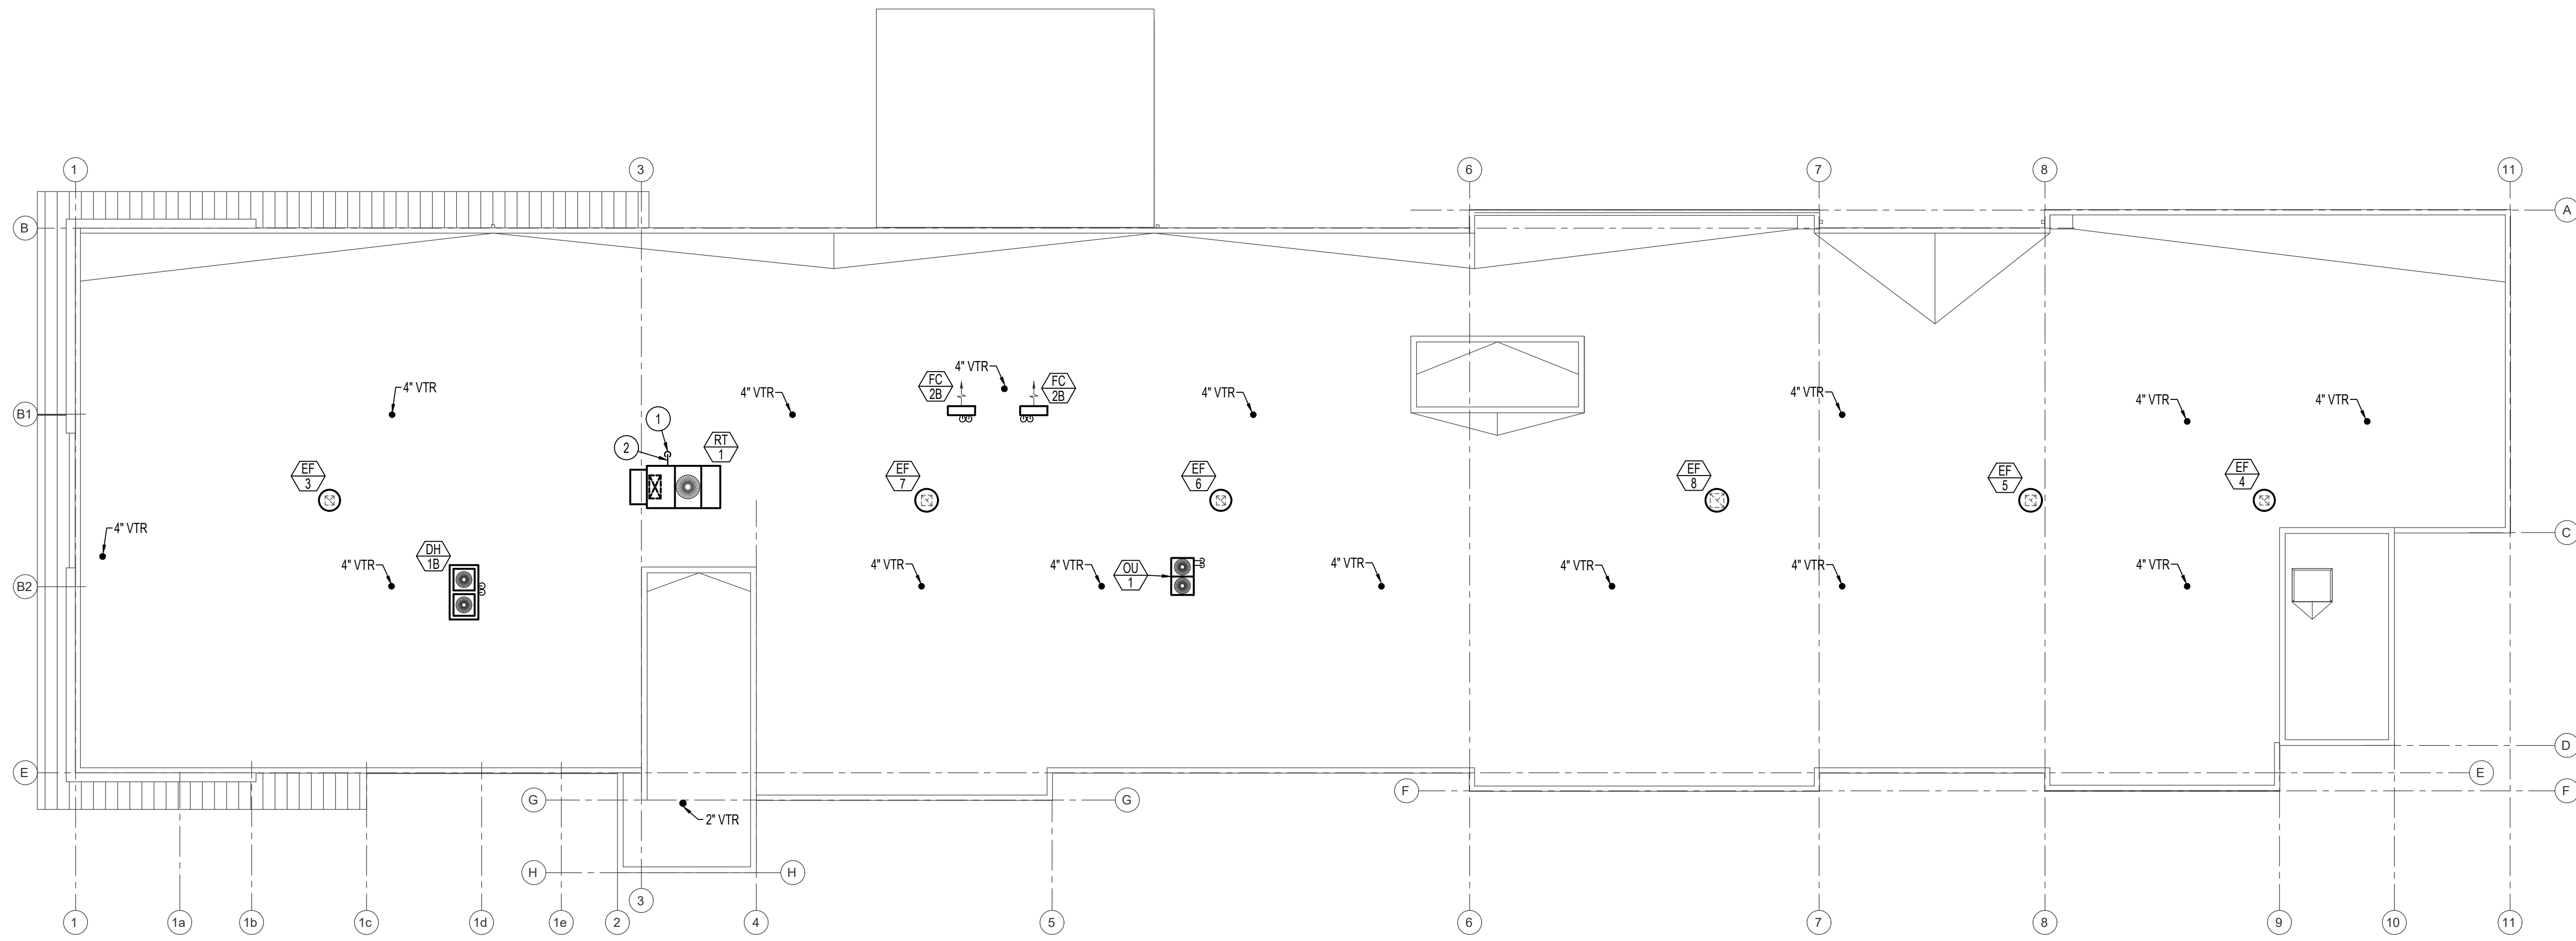 1
3
6
7
8
11
A
B
4" VTR
4" VTR
FC
2B
4" VTR
FC
2B
4" VTR
4" VTR
4" VTR
4" VTR
B1
1
2
RT
1
EF
3
EF
7
EF
6
EF
8
EF
5
EF
4
4" VTR
C
DH
1B
4" VTR
4" VTR
4" VTR
OU
1
4" VTR
4" VTR
4" VTR
4" VTR
B2
D
E
E
G
G
F
F
2" VTR
H
H
1
1a
1b
1c
1d
1e
2
3
4
5
6
7
8
9
10
11